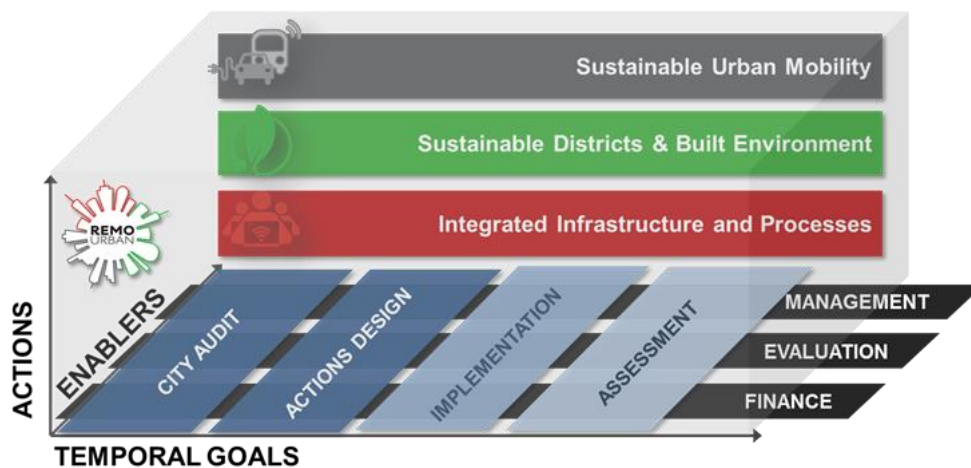 Sustainable Urban Mobility
Sustainable Districts & Built Environment
Integrated Infrastructure and Processes
REMO
URBAN
ACTIONS
ENABLERS
CITY AUDIT
ACTIONS DESIGN
IMPLEMENTATION
ASSESSMENT
MANAGEMENT
EVALUATION
FINANCE
TEMPORAL GOALS